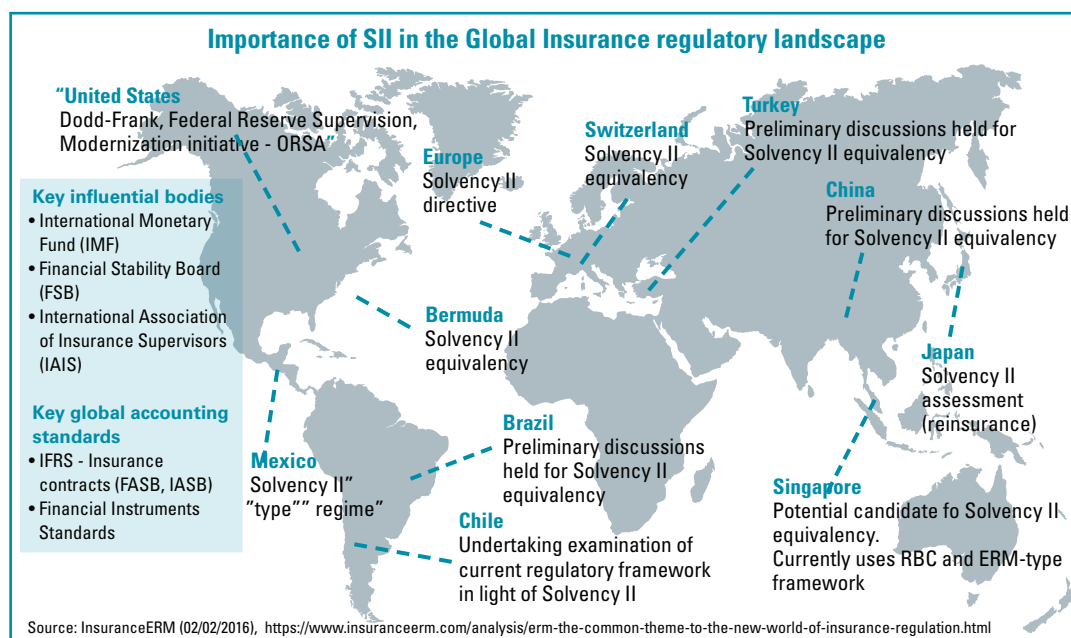 Importance of SII in the Global Insurance regulatory landscape
“United States
Dodd-Frank, Federal Reserve Supervision,
Modernization initiative - ORSA”
Key influential bodies
• International Monetary
Fund (IMF)
• Financial Stability Board
(FSB)
• International Association
of Insurance Supervisors
(IAIS)
Key global accounting
standards
• IFRS - Insurance
contracts (FASB, IASB)
• Financial Instruments
Standards
Europe
Solvency II
directive
Switzerland
Solvency II
equivalency
Turkey
Preliminary discussions held for
Solvency II equivalency
China
Preliminary discussions held
for Solvency II equivalency
Bermuda
Solvency II
equivalency
Japan
Solvency II
assessment
(reinsurance)
Mexico
Solvency II”
”type”” regime”
Brazil
Preliminary discussions
held for Solvency II
equivalency
Chile
Undertaking examination of
current regulatory framework
in light of Solvency II
Singapore
Potential candidate fo Solvency II
equivalency.
Currently uses RBC and ERM-type
framework
Source: InsuranceERM (02/02/2016), https://www.insuranceerm.com/analysis/erm-the-common-theme-to-the-new-world-of-insurance-regulation.html